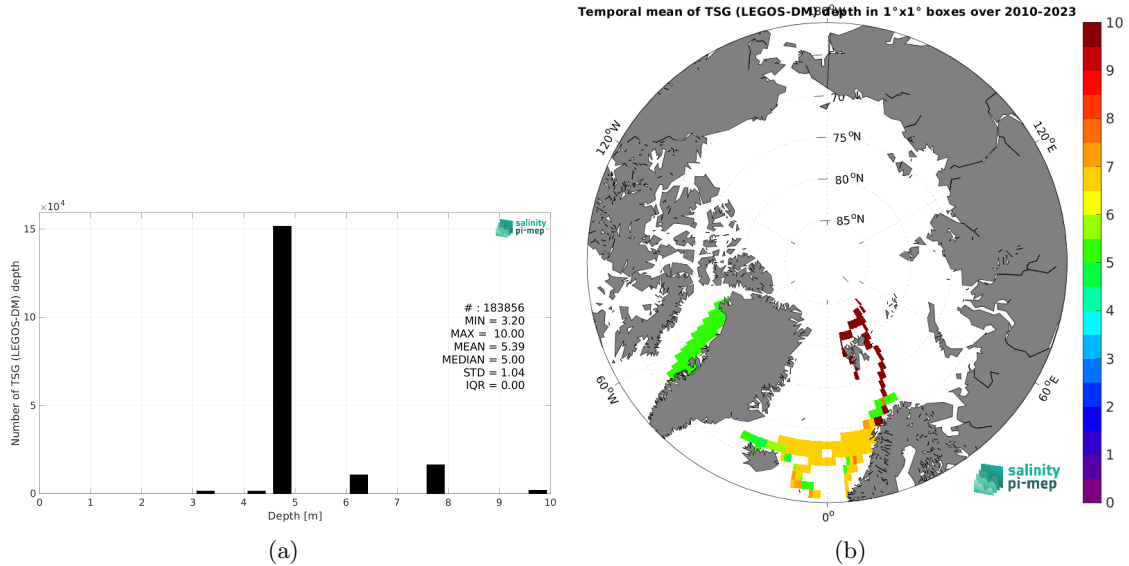 ×10⁴
15
10
5
0
Number of TSG (LEGOS-DM) depth
0 1 2 3 4 5 6 7 8 9 10
Depth [m]
salinity
pi-mep
# : 183856
MIN = 3.20
MAX = 10.00
MEAN = 5.39
MEDIAN = 5.00
STD = 1.04
IQR = 0.00
(a)
Temporal mean of TSG (LEGOS-DM) depth in 1°x1° boxes over 2010-2023
180°W
120°W
120°E
60°W
60°E
0°
75°N
80°N
85°N
salinity
pi-mep
10
9
8
7
6
5
4
3
2
1
0
(b)